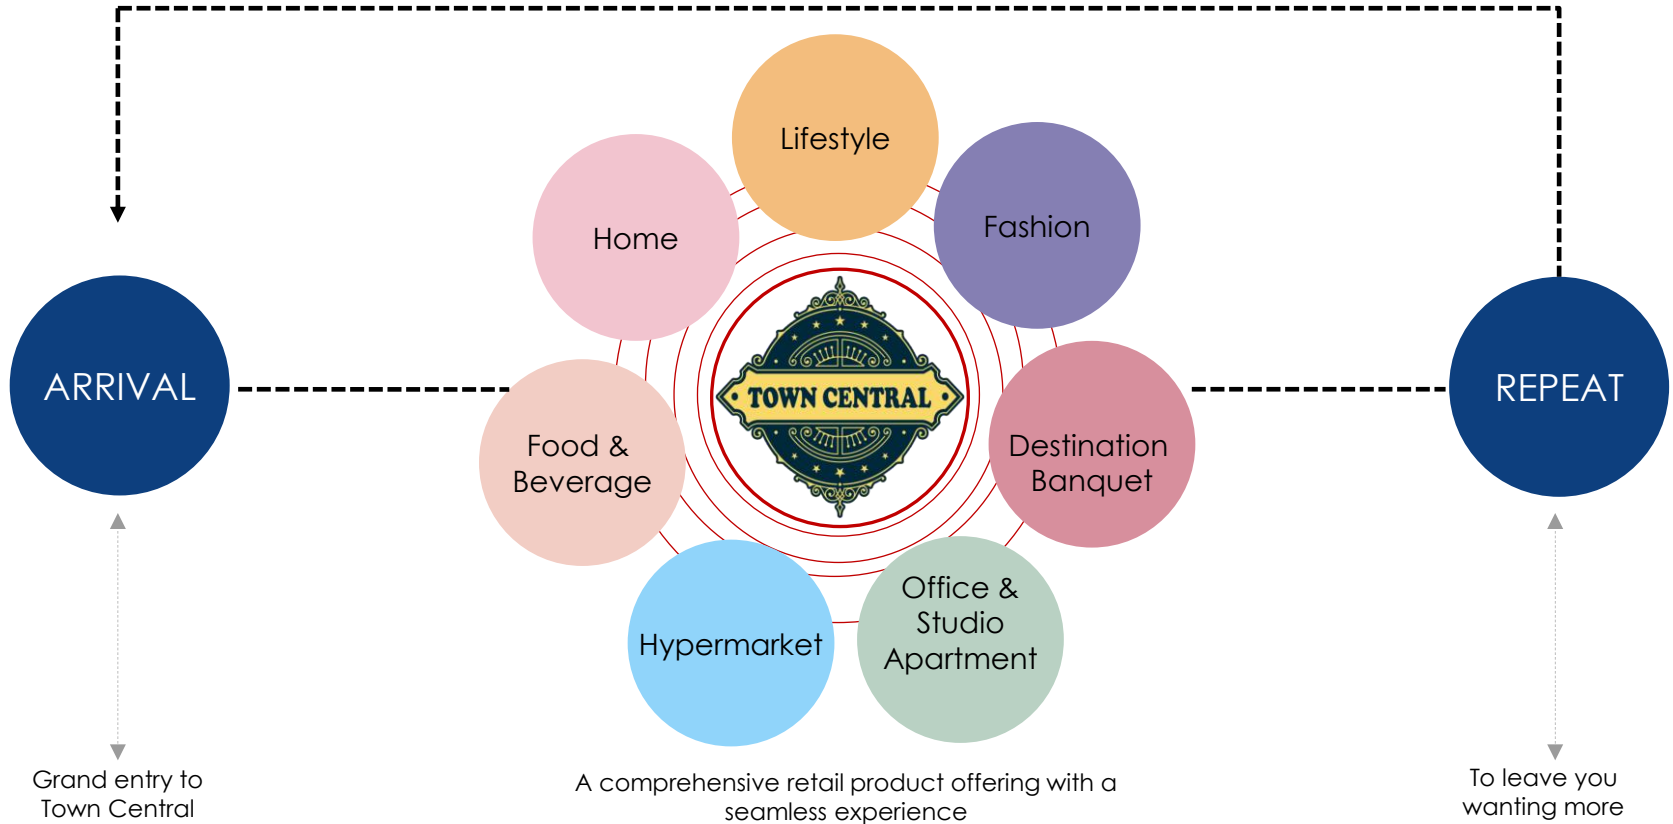 Lifestyle
Home
Fashion
ARRIVAL
TOWN CENTRAL
REPEAT
Food &
Beverage
Destination
Banquet
Hypermarket
Office &
Studio
Apartment
Grand entry to
Town Central
A comprehensive retail product offering with a
seamless experience
To leave you
wanting more